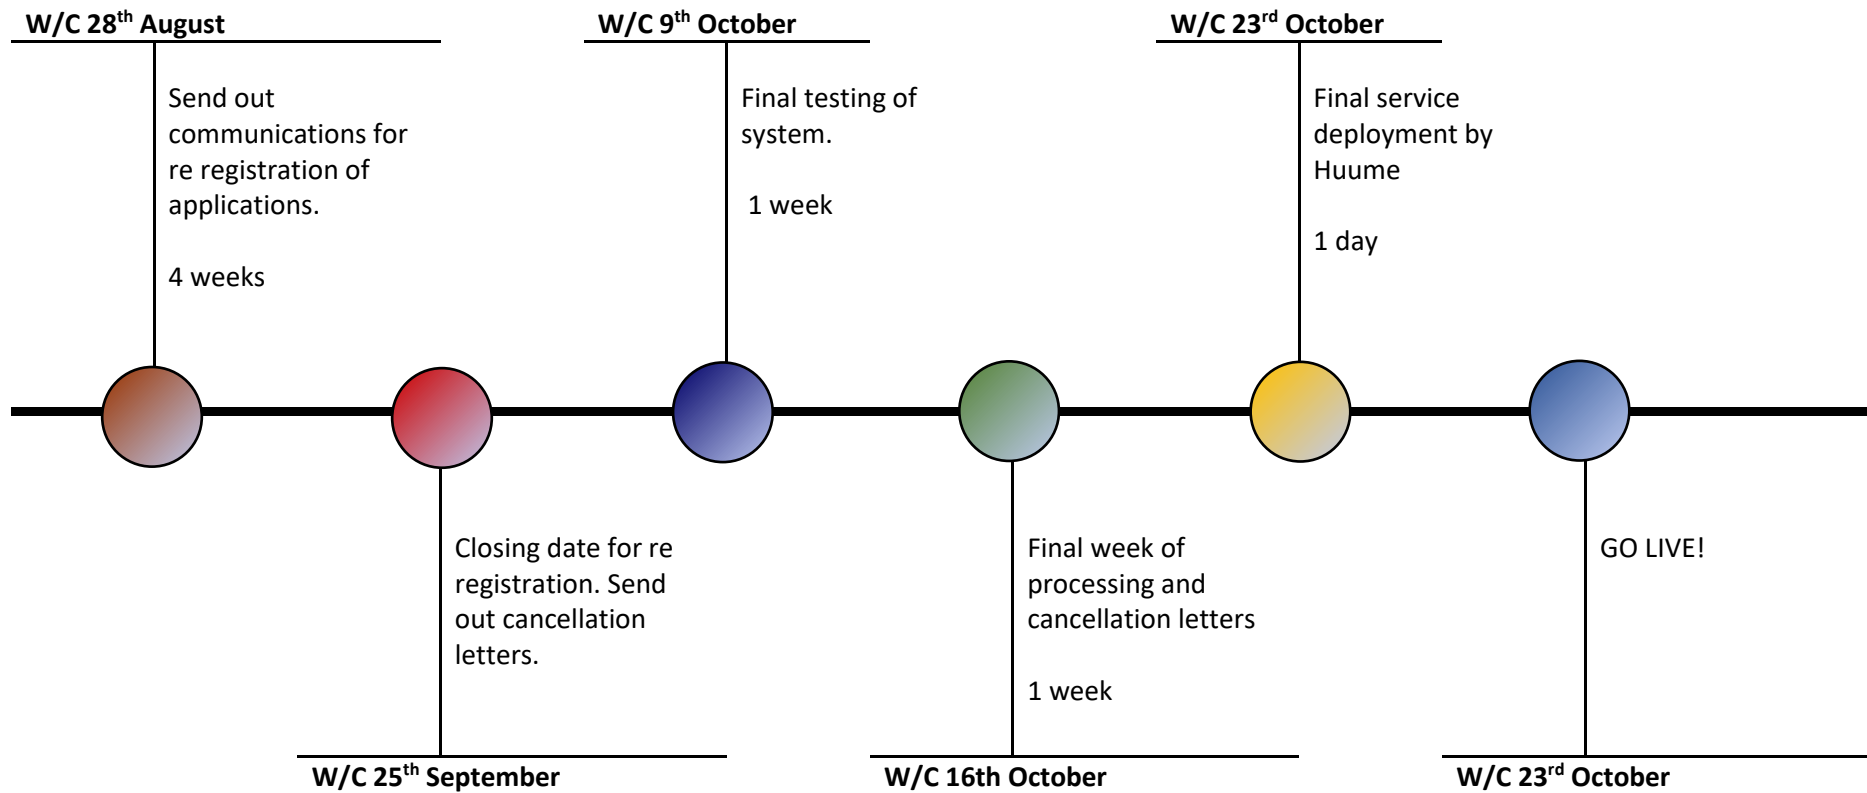 W/C 28th August
Send out
communications for
re registration of
applications.
4 weeks
Closing date for re
registration. Send
out cancellation
letters.
W/C 25th September
W/C 9th October
Final testing of
system.
1 week
Final week of
processing and
cancellation letters
1 week
W/C 16th October
W/C 23rd October
Final service
deployment by
Huume
1 day
GO LIVE!
W/C 23rd October